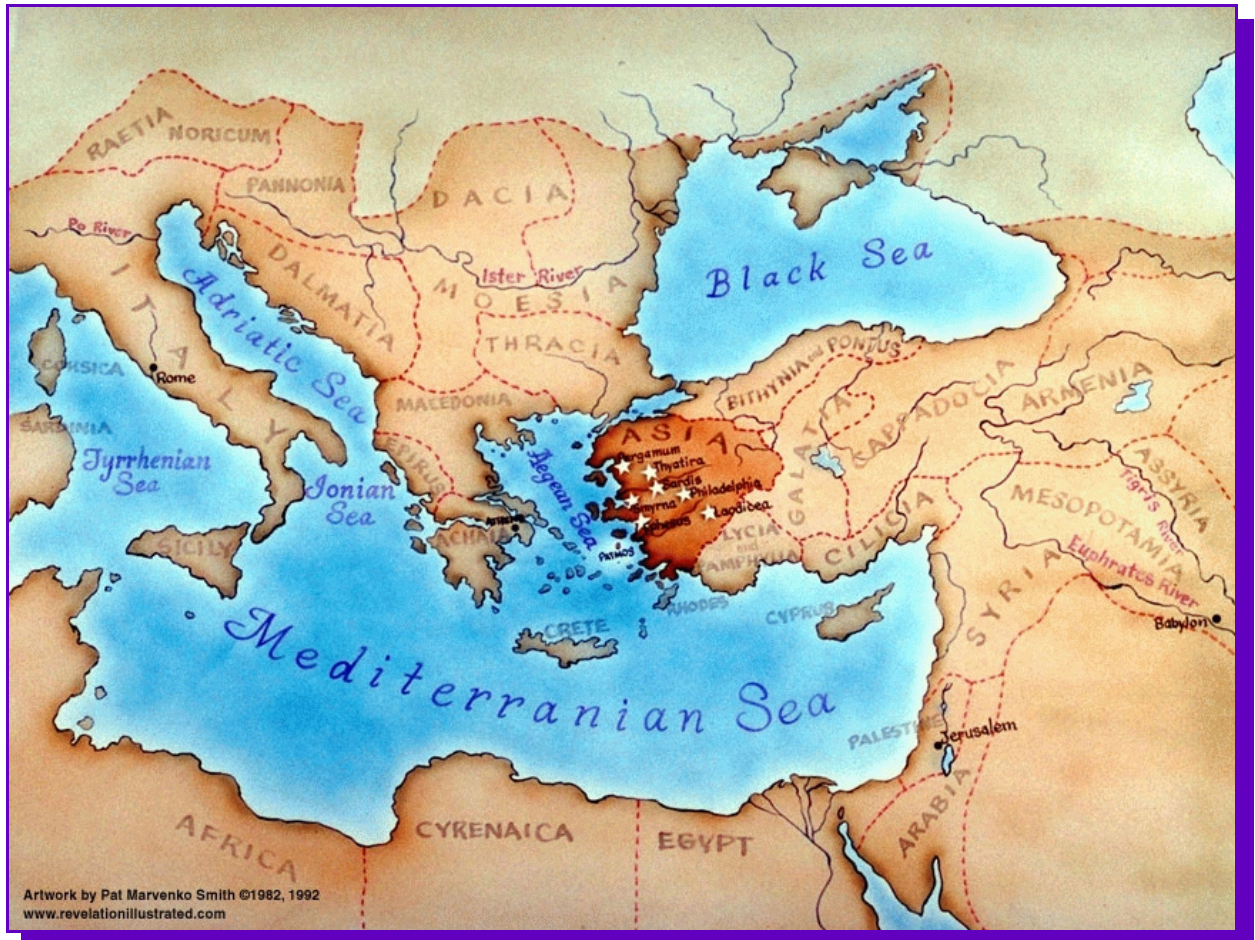 RAETIA
NORICUM
PANNONIA
DACIA
Po River
Ister River
Black Sea
ITALY
Adriatic Sea
DALMATIA
MOESIA
THRACIA
BITHYNIA and PONTUS
CORSICA
Rome
MACEDONIA
ASIA
GALATIA
CAPPADOCIA
ARMENIA
SARDINIA
Tyrrhenian
Sea
Ionian
Sea
EPIRUS
Aegean Sea
Pergamum
Thyatira
Sardis
Philadelphia
Smyrna
Laodicea
Ephesus
ASSYRIA
Tigris River
MESOPOTAMIA
SICILY
ACHAIA
ATHENS
PATMOS
LYCIA
and
PAMPHYLIA
CILICIA
Euphrates River
SYRIA
Babylon
RHODES
CYPRUS
CRETE
Mediterranean Sea
PALESTINE
Jerusalem
AFRICA
CYRENAICA
EGYPT
ARABIA
Artwork by Pat Marvenko Smith ©1982, 1992
www.revelationillustrated.com